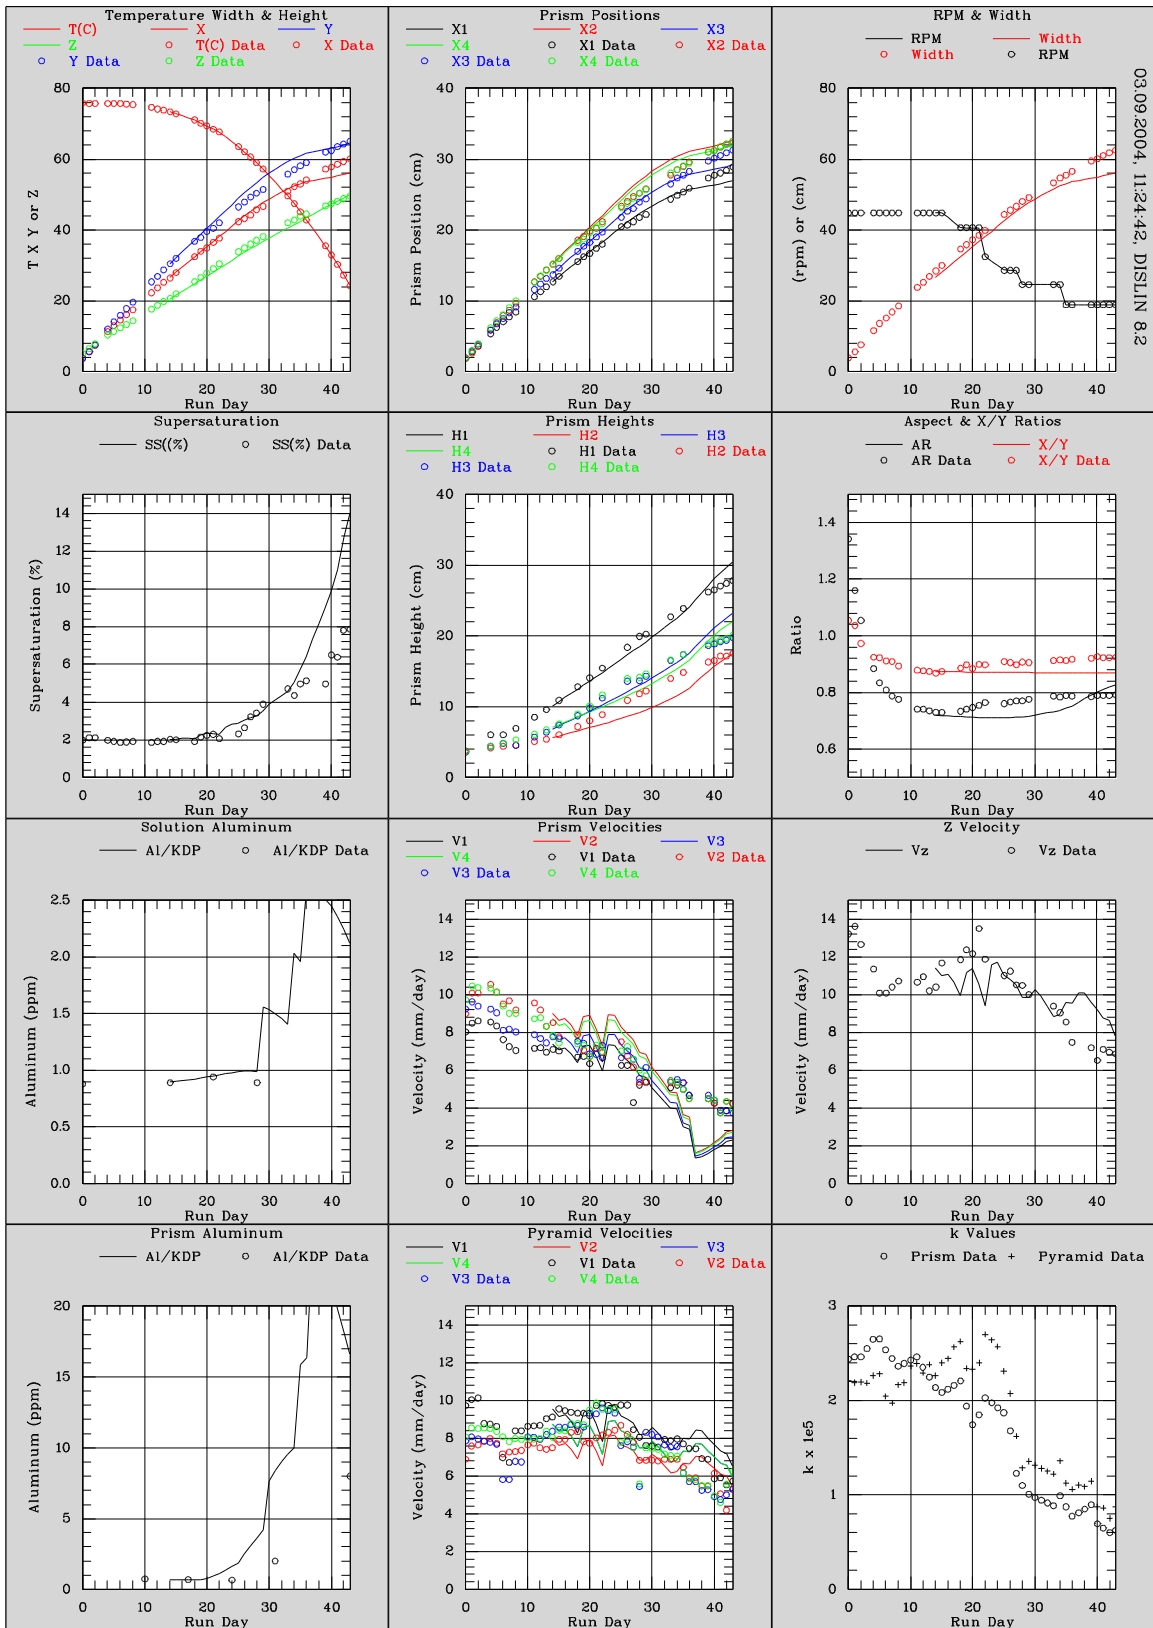 Temperature Width & Height
T(C) X Y
Z T(C) Data X Data
Y Data Z Data
T X Y or Z
80
60
40
20
0
0 10 20 30 40
Run Day
Prism Positions
X1 X2 X3
X4 X1 Data X2 Data
X3 Data X4 Data
Prism Position (cm)
40
30
20
10
0
0 10 20 30 40
Run Day
RPM & Width
RPM Width
Width RPM
(rpm) or (cm)
80
60
40
20
0
0 10 20 30 40
Run Day
03.09.2004, 11:24:42, DISLIN 8.2
Supersaturation
SS((%) SS(%) Data
Supersaturation (%)
14
12
10
8
6
4
2
0
0 10 20 30 40
Run Day
Prism Heights
H1 H2 H3
H4 H1 Data H2 Data
H3 Data H4 Data
Prism Height (cm)
40
30
20
10
0
0 10 20 30 40
Run Day
Aspect & X/Y Ratios
AR X/Y
AR Data X/Y Data
Ratio
1.4
1.2
1.0
0.8
0.6
0 10 20 30 40
Run Day
Solution Aluminum
Al/KDP Al/KDP Data
Aluminum (ppm)
2.5
2.0
1.5
1.0
0.5
0.0
0 10 20 30 40
Run Day
Prism Velocities
V1 V2 V3
V4 V1 Data V2 Data
V3 Data V4 Data
Velocity (mm/day)
14
12
10
8
6
4
2
0
0 10 20 30 40
Run Day
Z Velocity
Vz Vz Data
Velocity (mm/day)
14
12
10
8
6
4
2
0
0 10 20 30 40
Run Day
Prism Aluminum
Al/KDP Al/KDP Data
Aluminum (ppm)
20
15
10
5
0
0 10 20 30 40
Run Day
Pyramid Velocities
V1 V2 V3
V4 V1 Data V2 Data
V3 Data V4 Data
Velocity (mm/day)
14
12
10
8
6
4
2
0
0 10 20 30 40
Run Day
k Values
Prism Data Pyramid Data
k x 1e5
3
2
1
0
0 10 20 30 40
Run Day